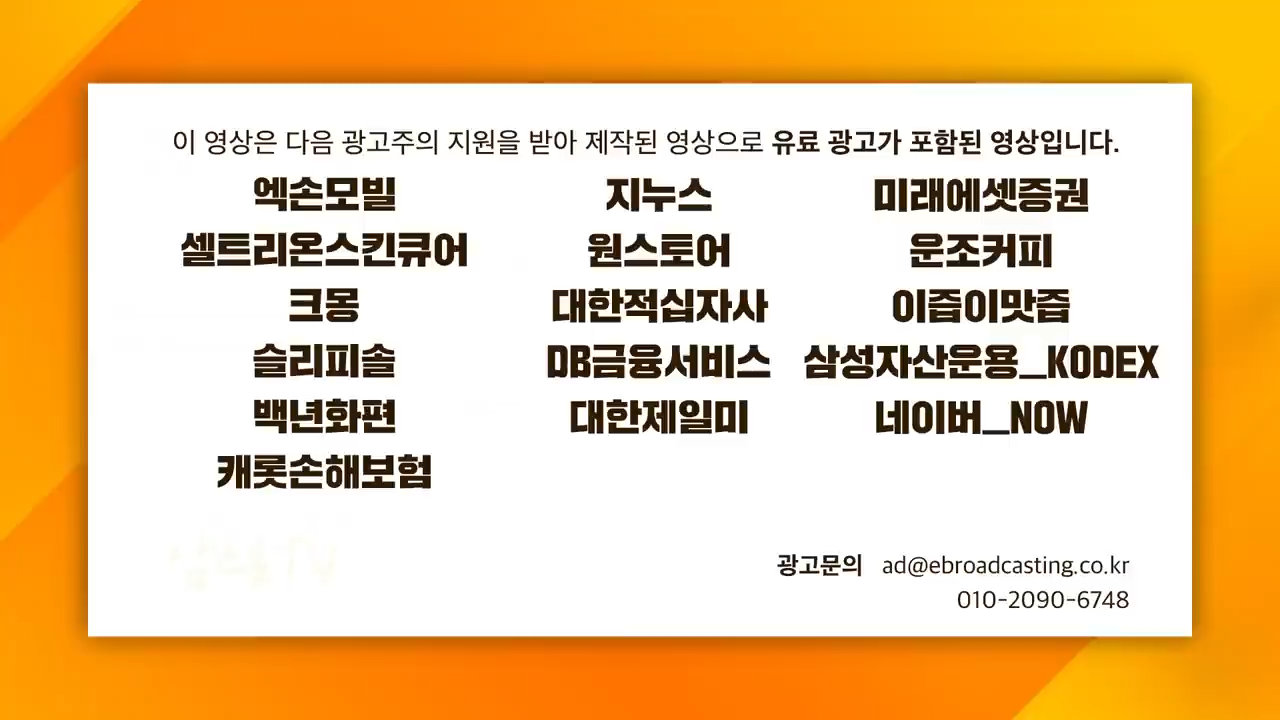 이 영상은 다음 광고주의 지원을 받아 제작된 영상으로 유료 광고가 포함된 영상입니다.
엑손모빌 지누스 미래에셋증권
셀트리온스킨큐어 원스토어 운조커피
크몽 대한적십자사 이즙이맛즙
슬리피솔 DB금융서비스 삼성자산운용_KODEX
백년화편 대한제일미 네이버_NOW
캐롯손해보험
광고문의 ad@ebroadcasting.co.kr
010-2090-6748